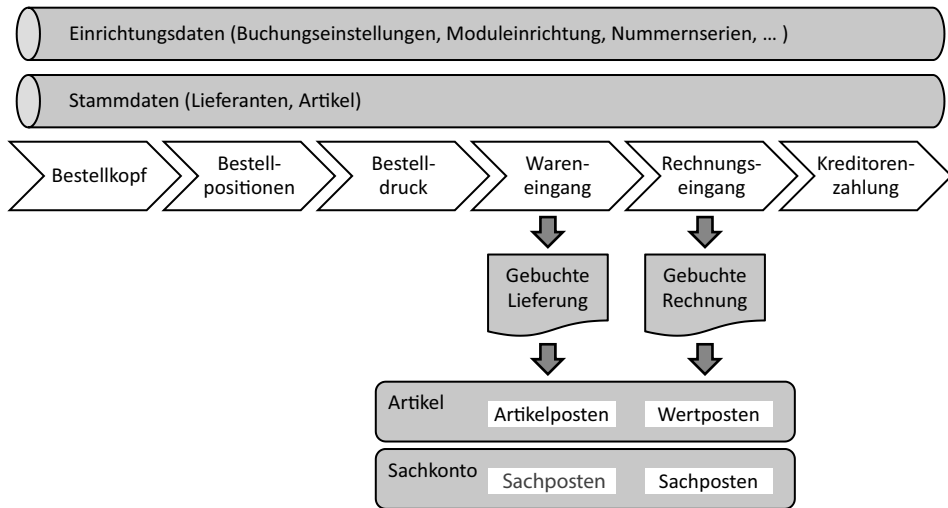 Einrichtungsdaten (Buchungseinstellungen, Moduleinrichtung, Nummernserien, ... )
Stammdaten (Lieferanten, Artikel)
Bestellkopf
Bestell-
positionen
Bestell-
druck
Waren-
eingang
Rechnungs-
eingang
Kreditoren-
zahlung
Gebuchte
Lieferung
Gebuchte
Rechnung
Artikel
Artikelposten
Wertposten
Sachkonto
Sachposten
Sachposten